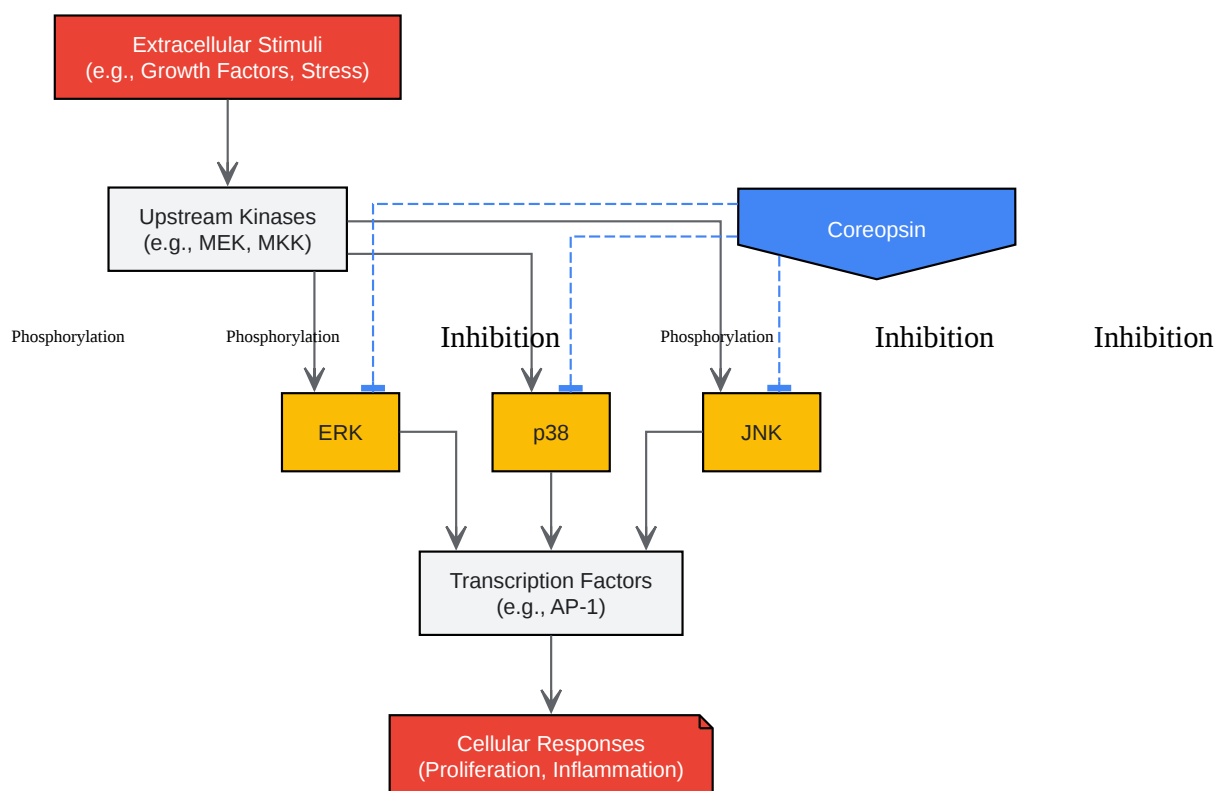 Extracellular Stimuli
(e.g., Growth Factors, Stress)
Upstream Kinases
(e.g., MEK, MKK)
Coreopsin
Phosphorylation
Phosphorylation
Inhibition
Phosphorylation
Inhibition
Inhibition
ERK
p38
JNK
Transcription Factors
(e.g., AP-1)
Cellular Responses
(Proliferation, Inflammation)